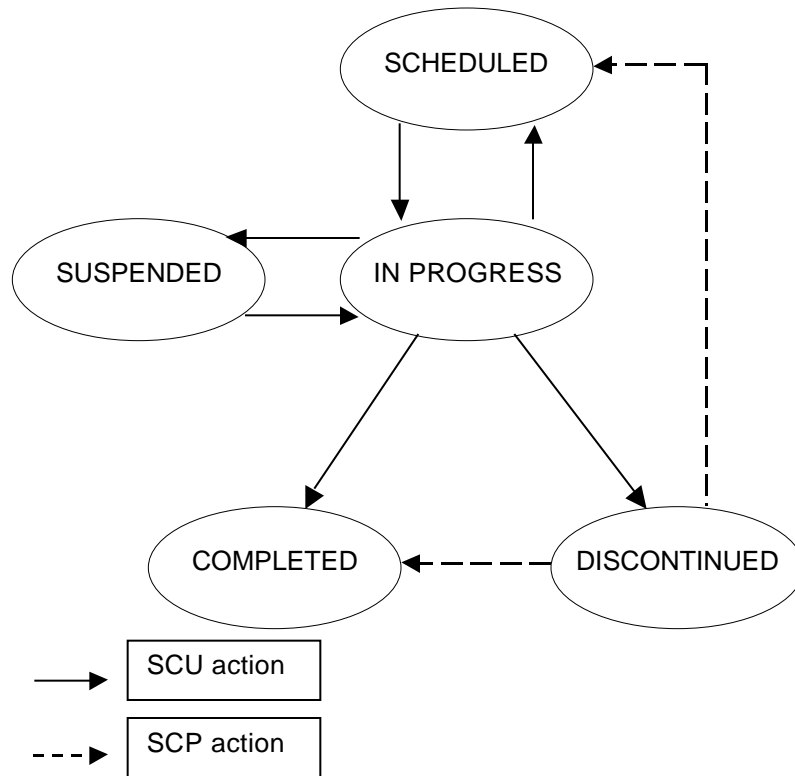 SCHEDULED
SUSPENDED
IN PROGRESS
COMPLETED
DISCONTINUED
SCU action
SCP action